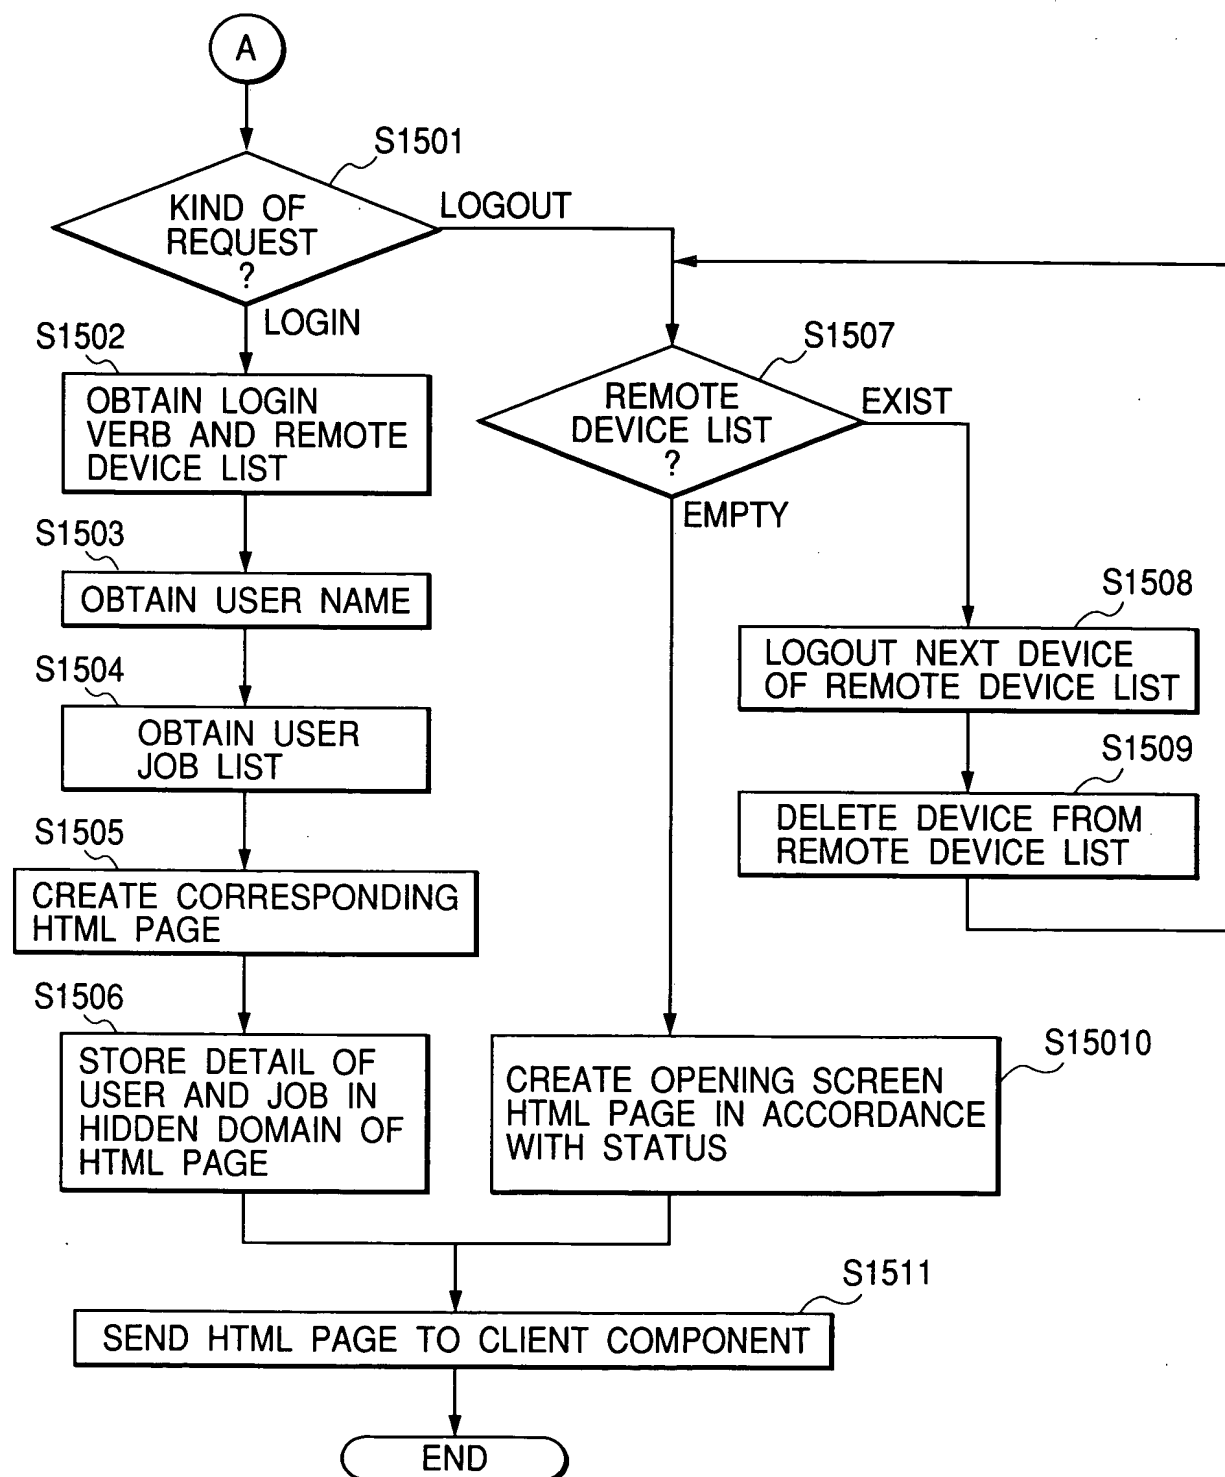 A
S1501
KIND OF
REQUEST
?
LOGOUT
LOGIN
S1502
OBTAIN LOGIN
VERB AND REMOTE
DEVICE LIST
S1503
OBTAIN USER NAME
S1504
OBTAIN USER
JOB LIST
S1505
CREATE CORRESPONDING
HTML PAGE
S1506
STORE DETAIL OF
USER AND JOB IN
HIDDEN DOMAIN OF
HTML PAGE
S1507
REMOTE
DEVICE LIST
?
EXIST
EMPTY
S1508
LOGOUT NEXT DEVICE
OF REMOTE DEVICE LIST
S1509
DELETE DEVICE FROM
REMOTE DEVICE LIST
S15010
CREATE OPENING SCREEN
HTML PAGE IN ACCORDANCE
WITH STATUS
S1511
SEND HTML PAGE TO CLIENT COMPONENT
END